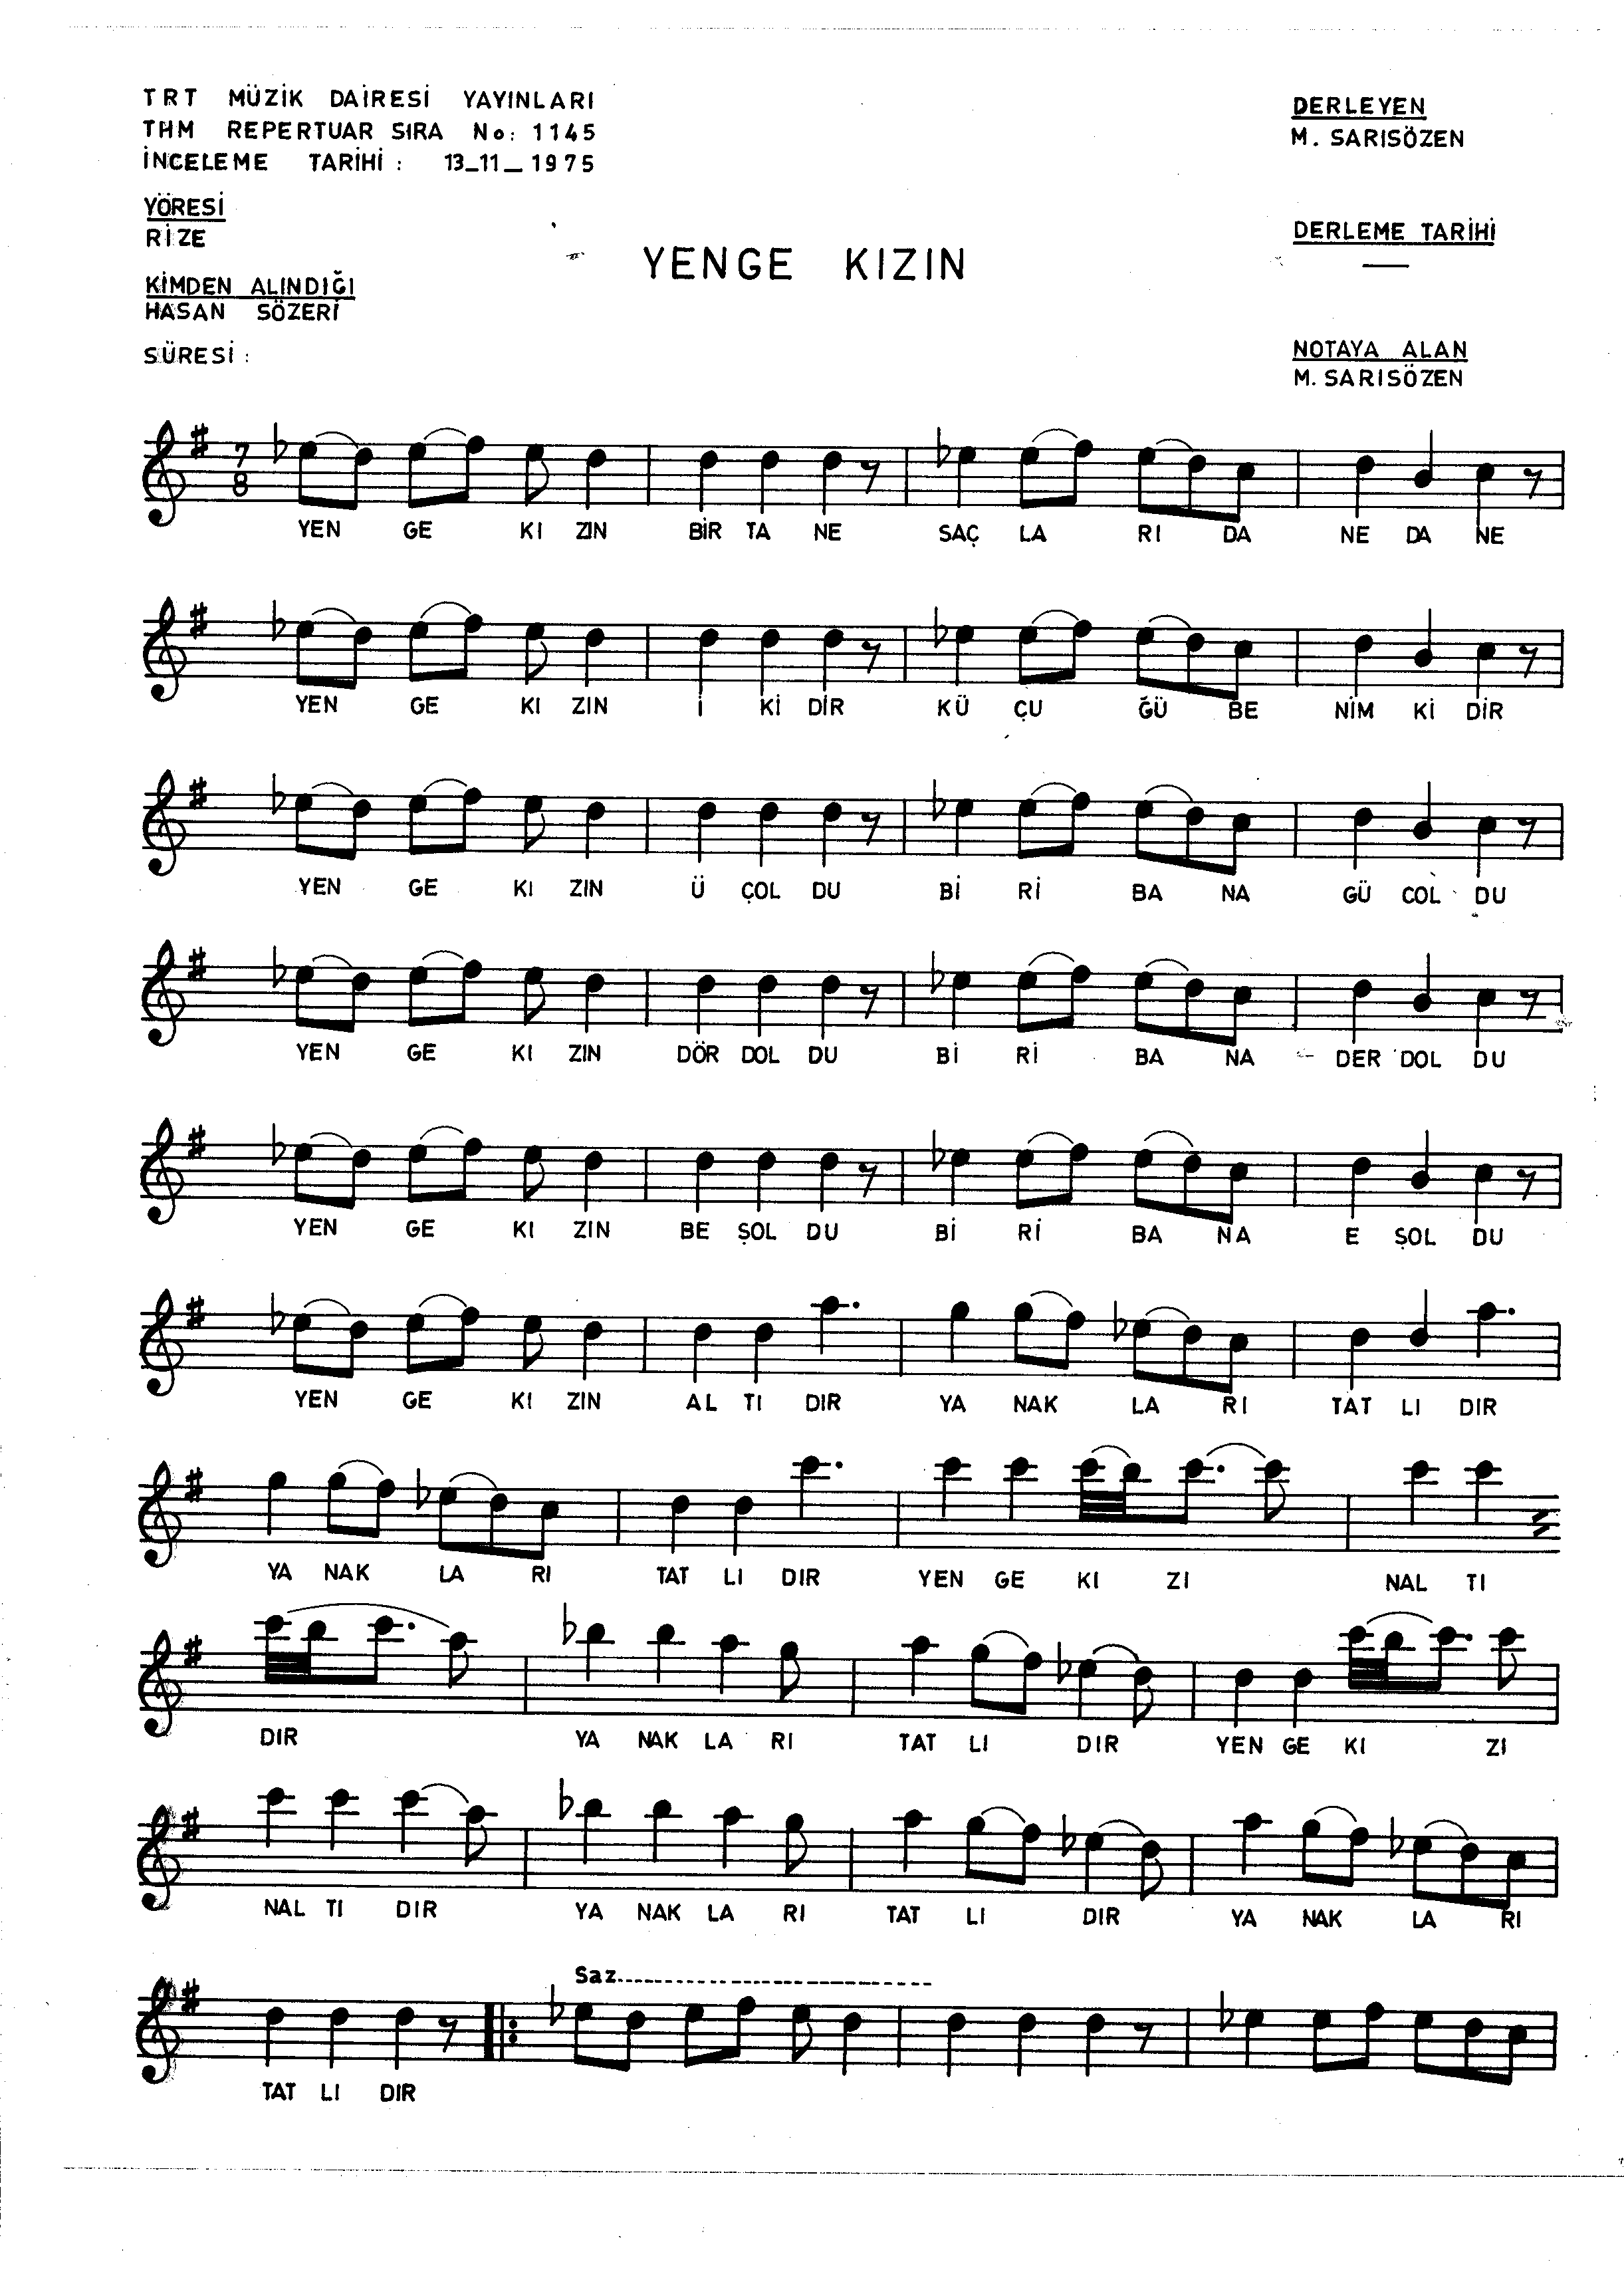 TRT MÜZİK DAİRESİ YAYINLARI
THM REPERTUAR SIRA No: 1145
İNCELEME TARİHİ : 13_11_1975
YÖRESİ
RİZE
KİMDEN ALINDIĞI
HASAN SÖZERİ
SÜRESİ :
YENGE KIZIN
DERLEYEN
M. SARISÖZEN
DERLEME TARİHİ
NOTAYA ALAN
M. SARISÖZEN
7
8
YEN GE KI ZIN BİR TA NE SAÇ LA RI DA NE DA NE
YEN GE KI ZIN İ Kİ DİR KÜ ÇU ĞÜ BE NİM Kİ DİR
YEN GE KI ZIN Ü ÇOL DU Bİ Rİ BA NA GÜ COL DU
YEN GE KI ZIN DÖR DOL DU Bİ Rİ BA NA DER DOL DU
YEN GE KI ZIN BE ŞOL DU Bİ Rİ BA NA E ŞOL DU
YEN GE KI ZIN AL TI DIR YA NAK LA RI TAT LI DIR
YA NAK LA RI TAT LI DIR YEN GE KI ZI NAL TI
DIR YA NAK LA RI TAT LI DIR YEN GE KI ZI
NAL TI DIR YA NAK LA RI TAT LI DIR YA NAK LA RI
Saz
TAT LI DIR